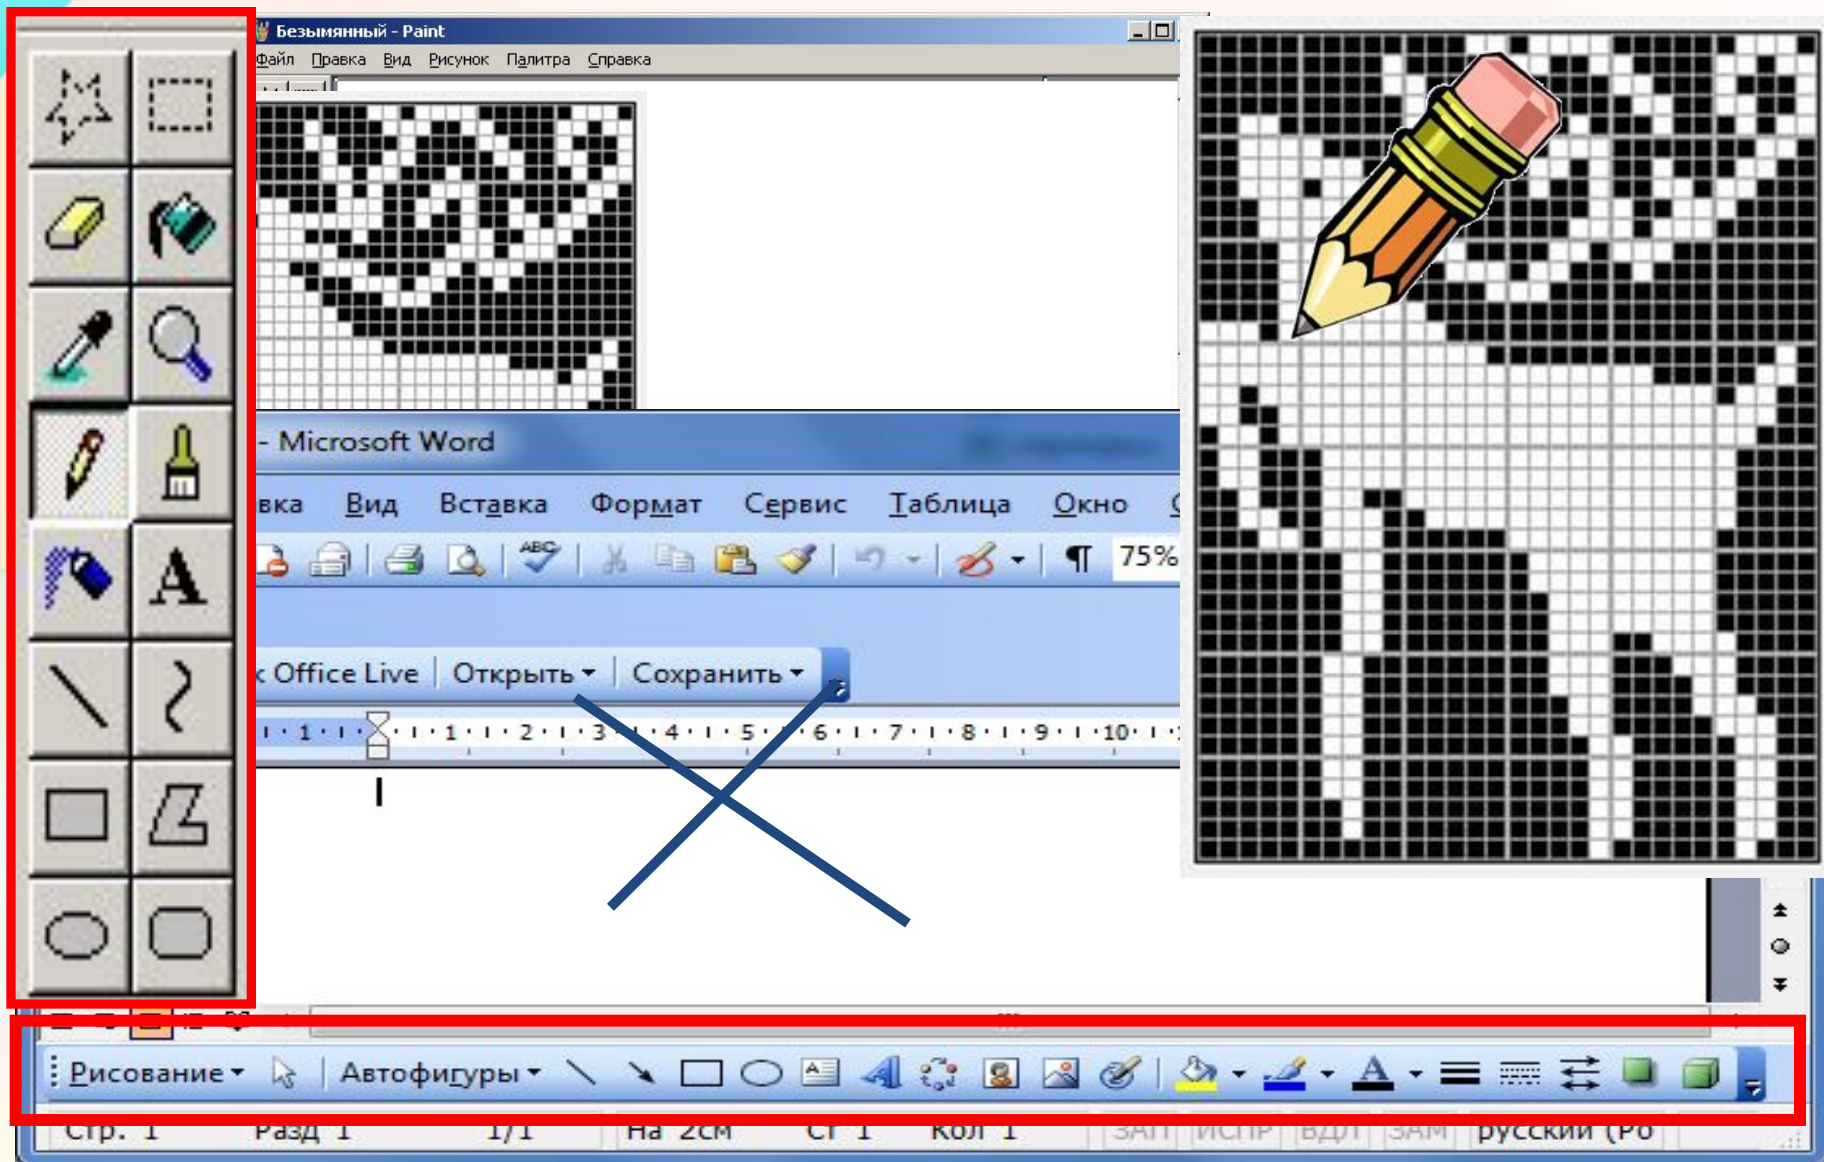 Безымянный - Paint
Файл Правка Вид Рисунок Палитра Справка
- Microsoft Word
вка Вид Вставка Формат Сервис Таблица Окно
ABC
¶ 75%
A
Office Live Открыть Сохранить
1 1 2 3 4 5 6 7 8 9 10
Рисование Автофигуры A
Стр. 1 Разд 1 1/1 На 2см Ст 1 Кол 1 ЗАП ИСПР ВДЛ ЗАМ русский (Ро